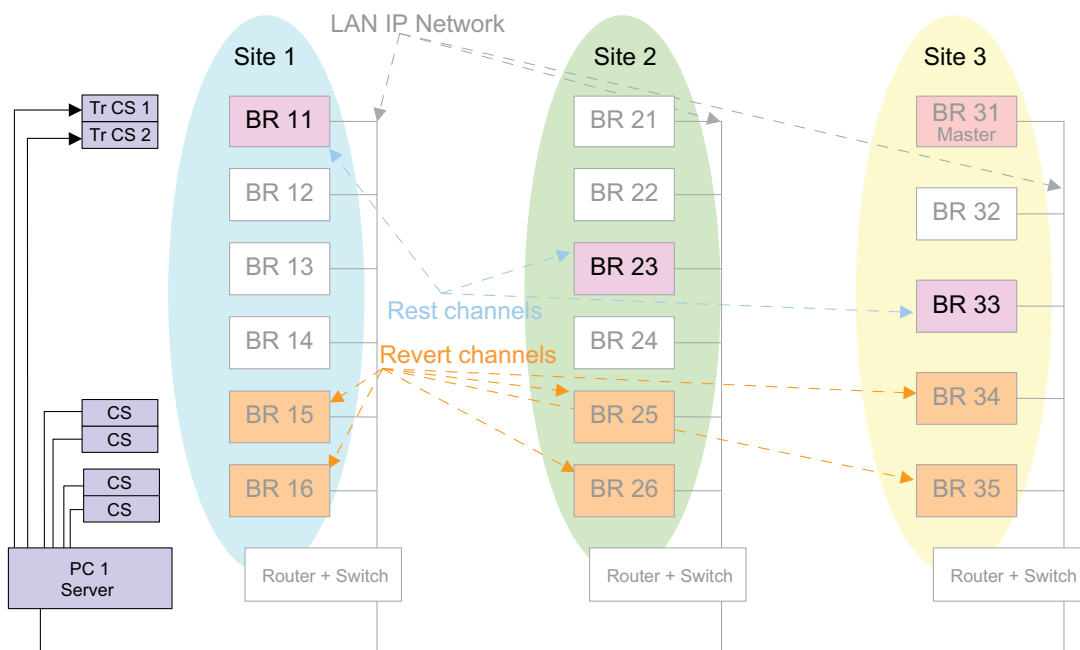 LAN IP Network
Site 1
Site 2
Site 3
Tr CS 1
Tr CS 2
BR 11
BR 21
BR 31
Master
BR 12
BR 22
BR 32
BR 13
BR 23
BR 33
Rest channels
BR 14
BR 24
Revert channels
BR 34
CS
CS
BR 15
BR 25
CS
CS
BR 16
BR 26
BR 35
PC 1
Server
Router + Switch
Router + Switch
Router + Switch